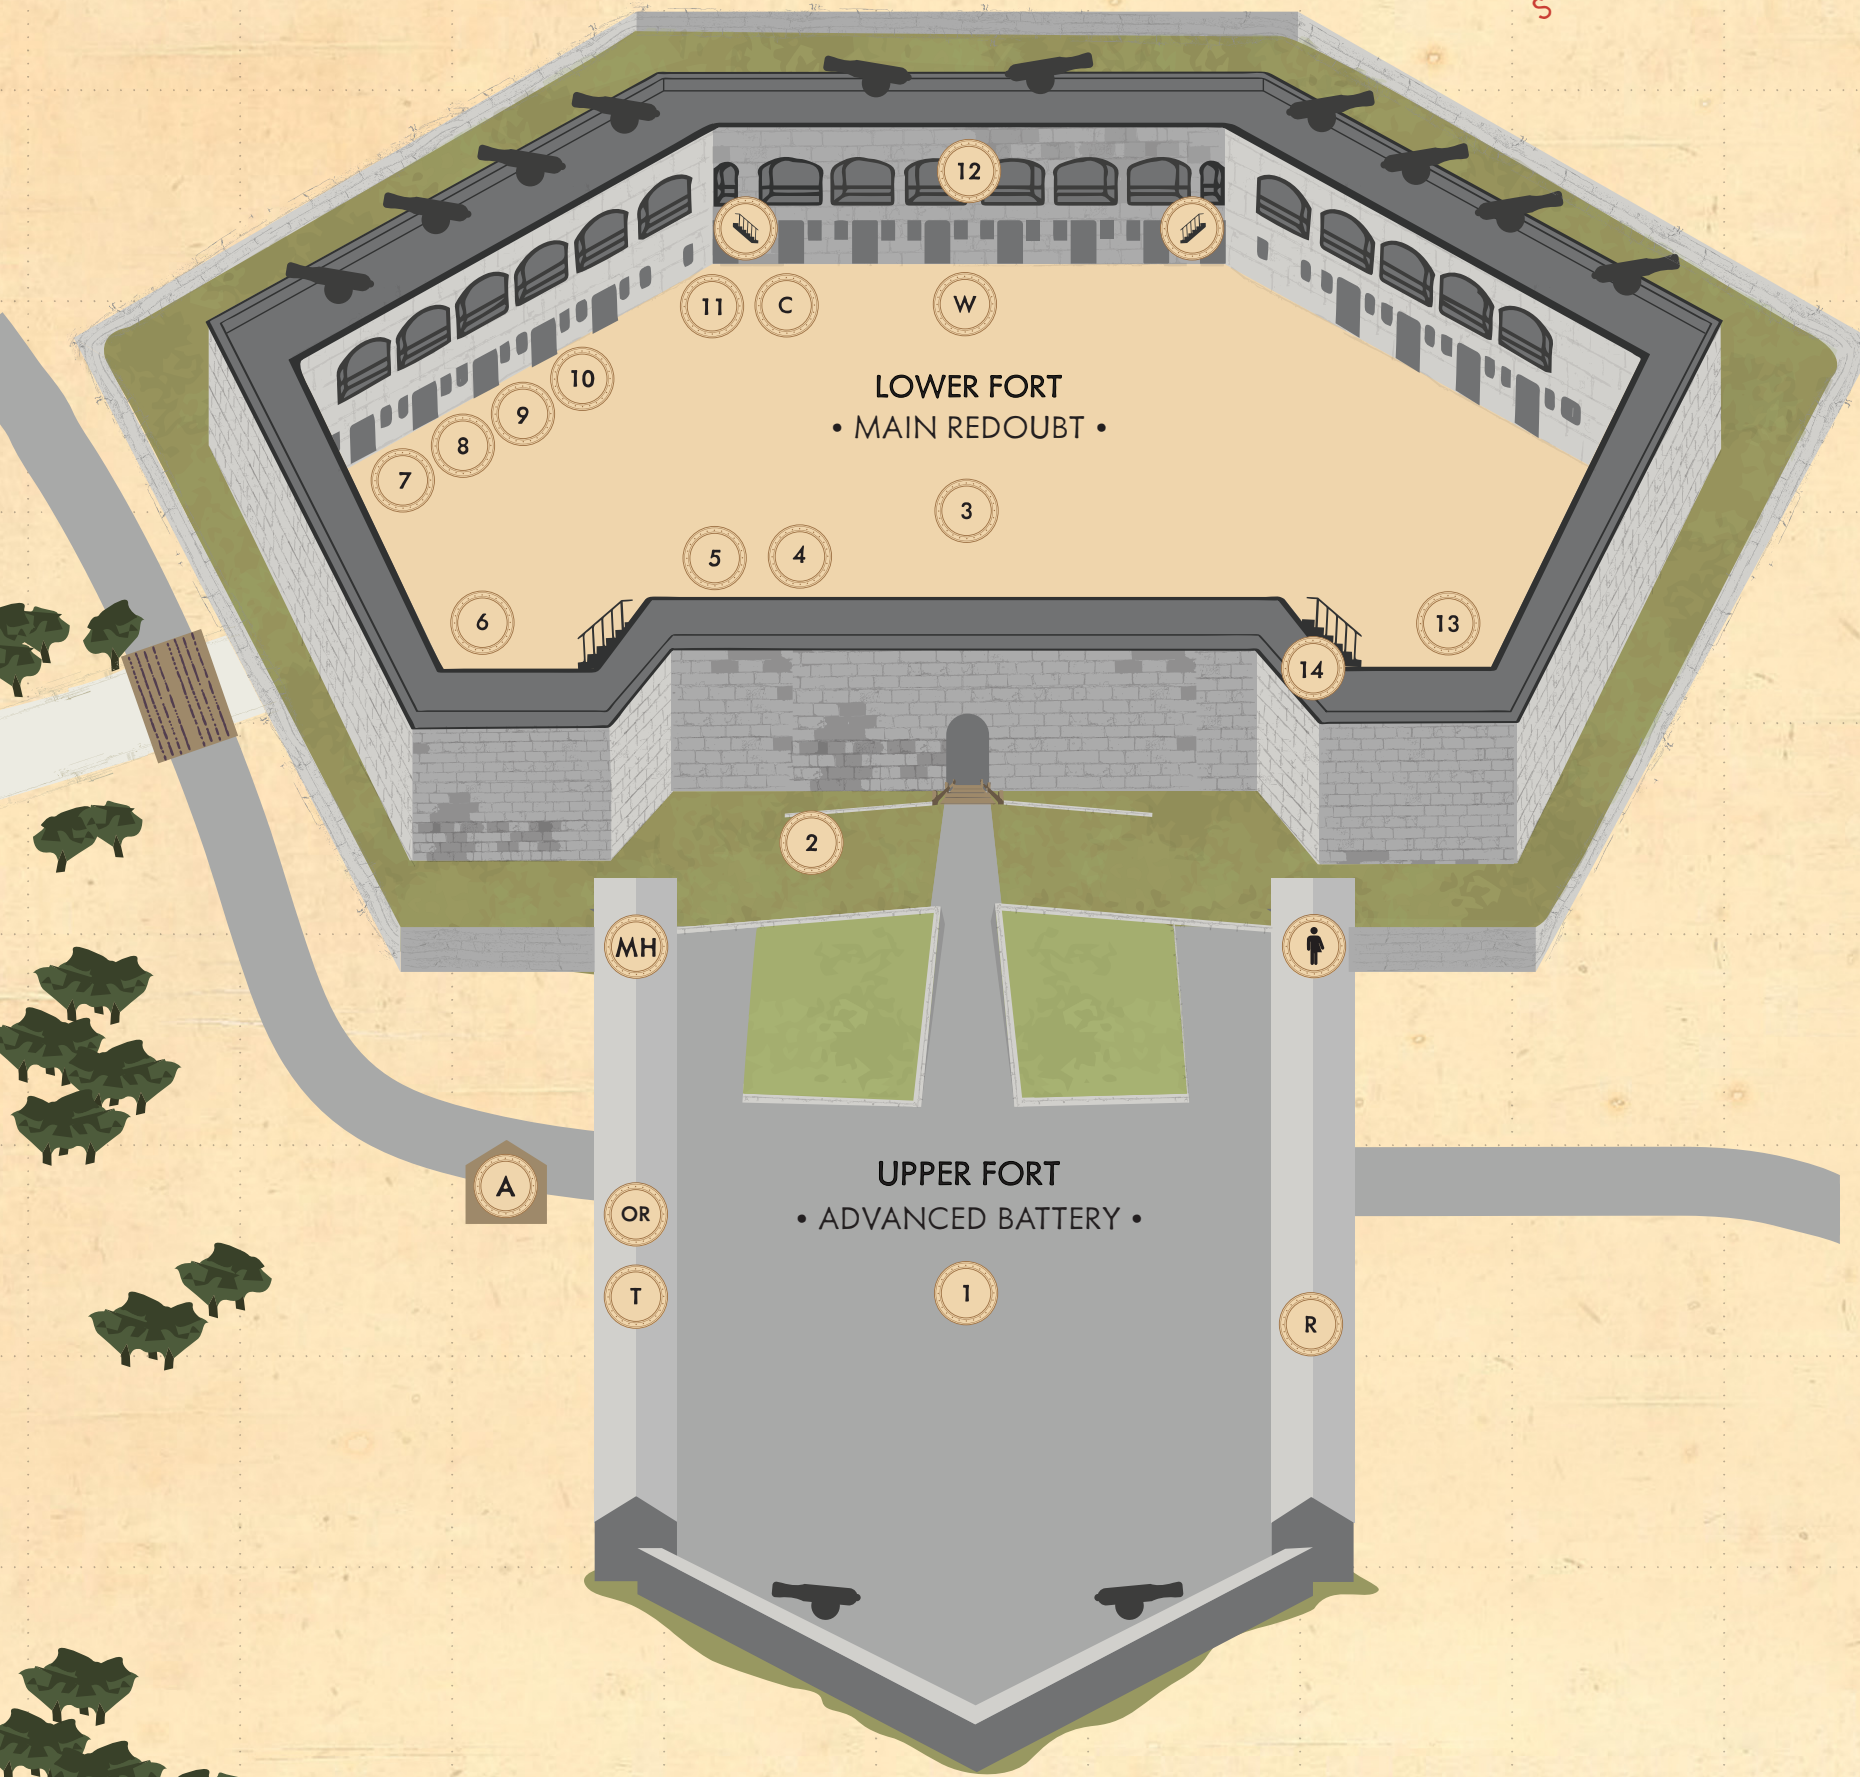 S
12
11
C
W
10
9
8
7
LOWER FORT
• MAIN REDOUBT •
3
5
4
6
13
14
2
MH
A
OR
T
UPPER FORT
• ADVANCED BATTERY •
1
R